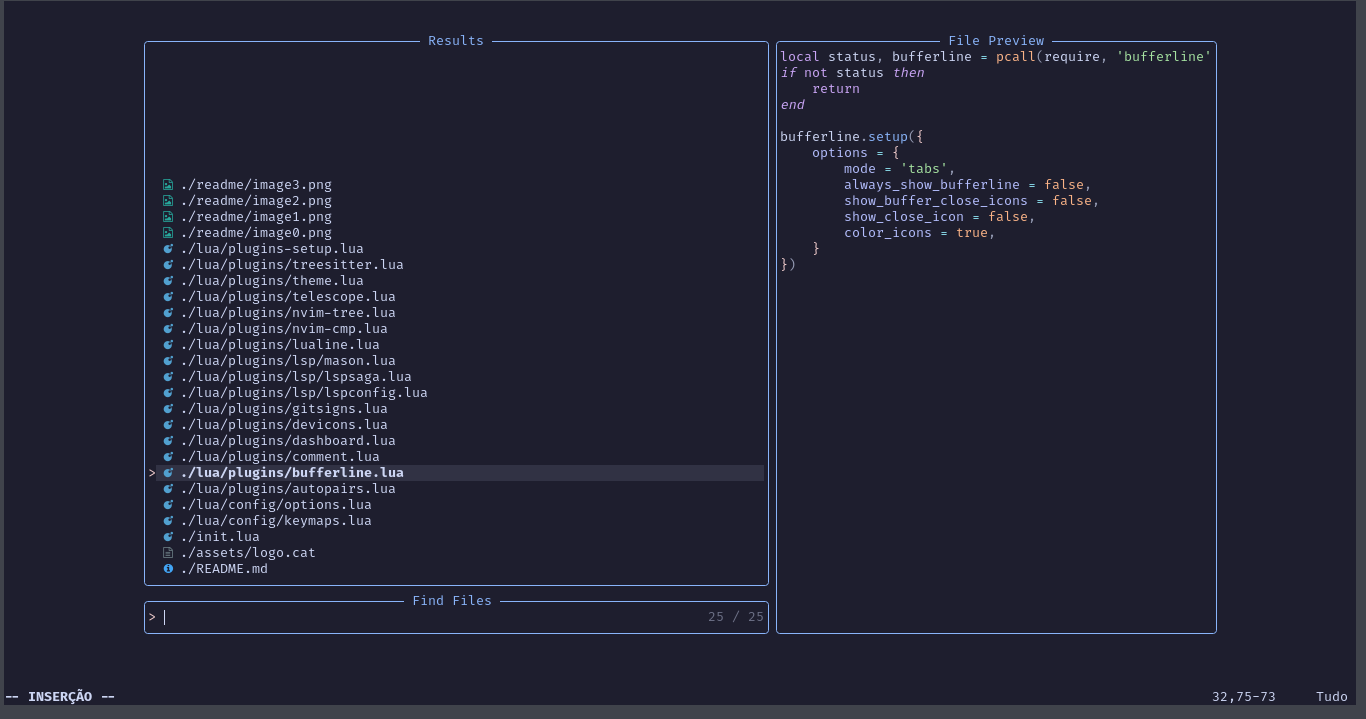 Results
./readme/image3.png
./readme/image2.png
./readme/image1.png
./readme/image0.png
./lua/plugins-setup.lua
./lua/plugins/treesitter.lua
./lua/plugins/theme.lua
./lua/plugins/telescope.lua
./lua/plugins/nvim-tree.lua
./lua/plugins/nvim-cmp.lua
./lua/plugins/lualine.lua
./lua/plugins/lsp/mason.lua
./lua/plugins/lsp/lspsaga.lua
./lua/plugins/lsp/lspconfig.lua
./lua/plugins/gitsigns.lua
./lua/plugins/devicons.lua
./lua/plugins/dashboard.lua
./lua/plugins/comment.lua
> ./lua/plugins/bufferline.lua
./lua/plugins/autopairs.lua
./lua/config/options.lua
./lua/config/keymaps.lua
./init.lua
./assets/logo.cat
./README.md
Find Files
> 25 / 25
File Preview
local status, bufferline = pcall(require, 'bufferline'
if not status then
    return
end
bufferline.setup({
    options = {
        mode = 'tabs',
        always_show_bufferline = false,
        show_buffer_close_icons = false,
        show_close_icon = false,
        color_icons = true,
    }
})
-- INSERÇÃO -- 32,75-73 Tudo